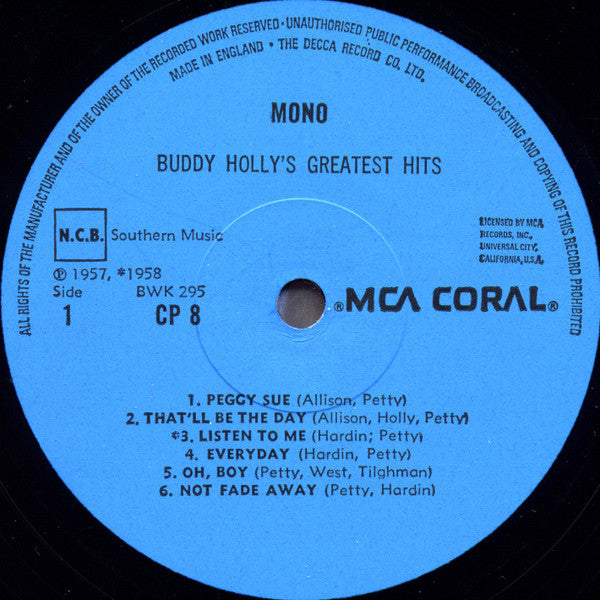 ALL RIGHTS OF THE MANUFACTURER AND OF THE OWNER OF THE RECORDED WORK RESERVED · UNAUTHORISED PUBLIC PERFORMANCE BROADCASTING AND COPYING OF THIS RECORD PROHIBITED
MADE IN ENGLAND • THE DECCA RECORD CO. LTD.
MONO
BUDDY HOLLY'S GREATEST HITS
N.C.B. Southern Music
LICENSED BY MCA
RECORDS, INC.,
UNIVERSAL CITY,
CALIFORNIA, U.S.A.
℗ 1957, *1958
Side BWK 295
1 CP 8
®MCA CORAL®
1. PEGGY SUE (Allison, Petty)
2. THAT'LL BE THE DAY (Allison, Holly, Petty)
*3. LISTEN TO ME (Hardin; Petty)
4. EVERYDAY (Hardin, Petty)
5. OH, BOY (Petty, West, Tilghman)
6. NOT FADE AWAY (Petty, Hardin)